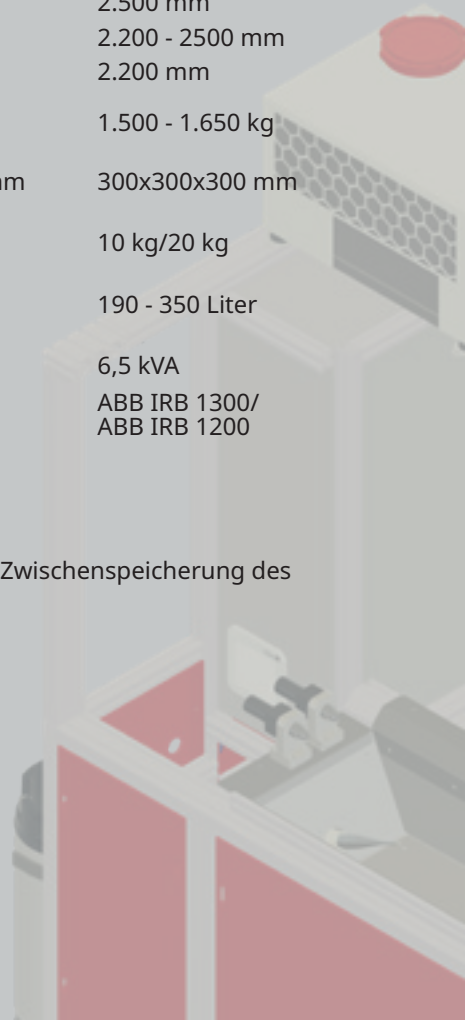 2.500 mm
2.200 - 2500 mm
2.200 mm
1.500 - 1.650 kg
300x300x300 mm
10 kg/20 kg
190 - 350 Liter
6,5 kVA
ABB IRB 1300/
ABB IRB 1200
Zwischenspeicherung des